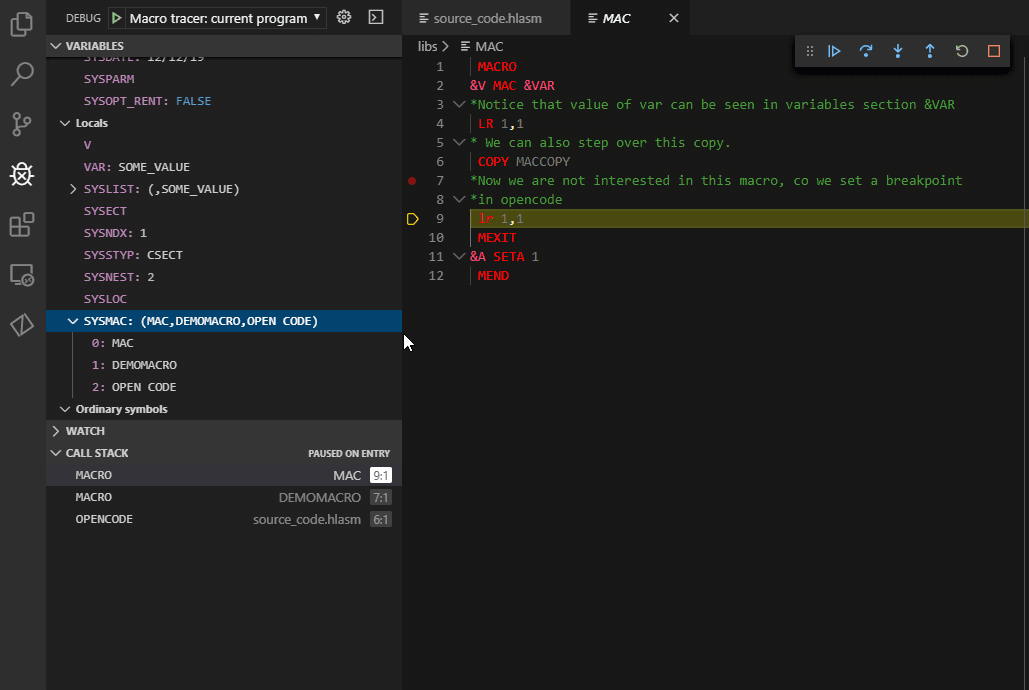 DEBUG Macro tracer: current program
VARIABLES
SYSDATE: 12/12/19
SYSPARM
SYSOPT_RENT: FALSE
Locals
V
VAR: SOME_VALUE
SYSLIST: (,SOME_VALUE)
SYSECT
SYSNDX: 1
SYSSTYP: CSECT
SYSNEST: 2
SYSLOC
SYSMAC: (MAC,DEMOMACRO,OPEN CODE)
0: MAC
1: DEMOMACRO
2: OPEN CODE
Ordinary symbols
WATCH
CALL STACK PAUSED ON ENTRY
MACRO MAC 9:1
MACRO DEMOMACRO 7:1
OPENCODE source_code.hlasm 6:1
source_code.hlasm MAC
libs > MAC
1 MACRO
2 &V MAC &VAR
3 *Notice that value of var can be seen in variables section &VAR
4 LR 1,1
5 * We can also step over this copy.
6 COPY MACCOPY
7 *Now we are not interested in this macro, co we set a breakpoint
8 *in opencode
9 lr 1,1
10 MEXIT
11 &A SETA 1
12 MEND